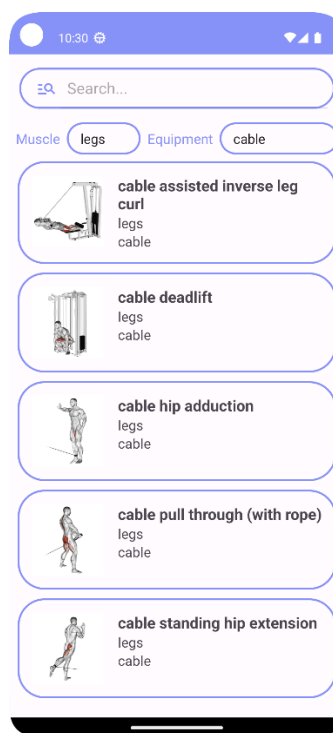 10:30
Search...
Muscle legs Equipment cable
cable assisted inverse leg
curl
legs
cable
cable deadlift
legs
cable
cable hip adduction
legs
cable
cable pull through (with rope)
legs
cable
cable standing hip extension
legs
cable